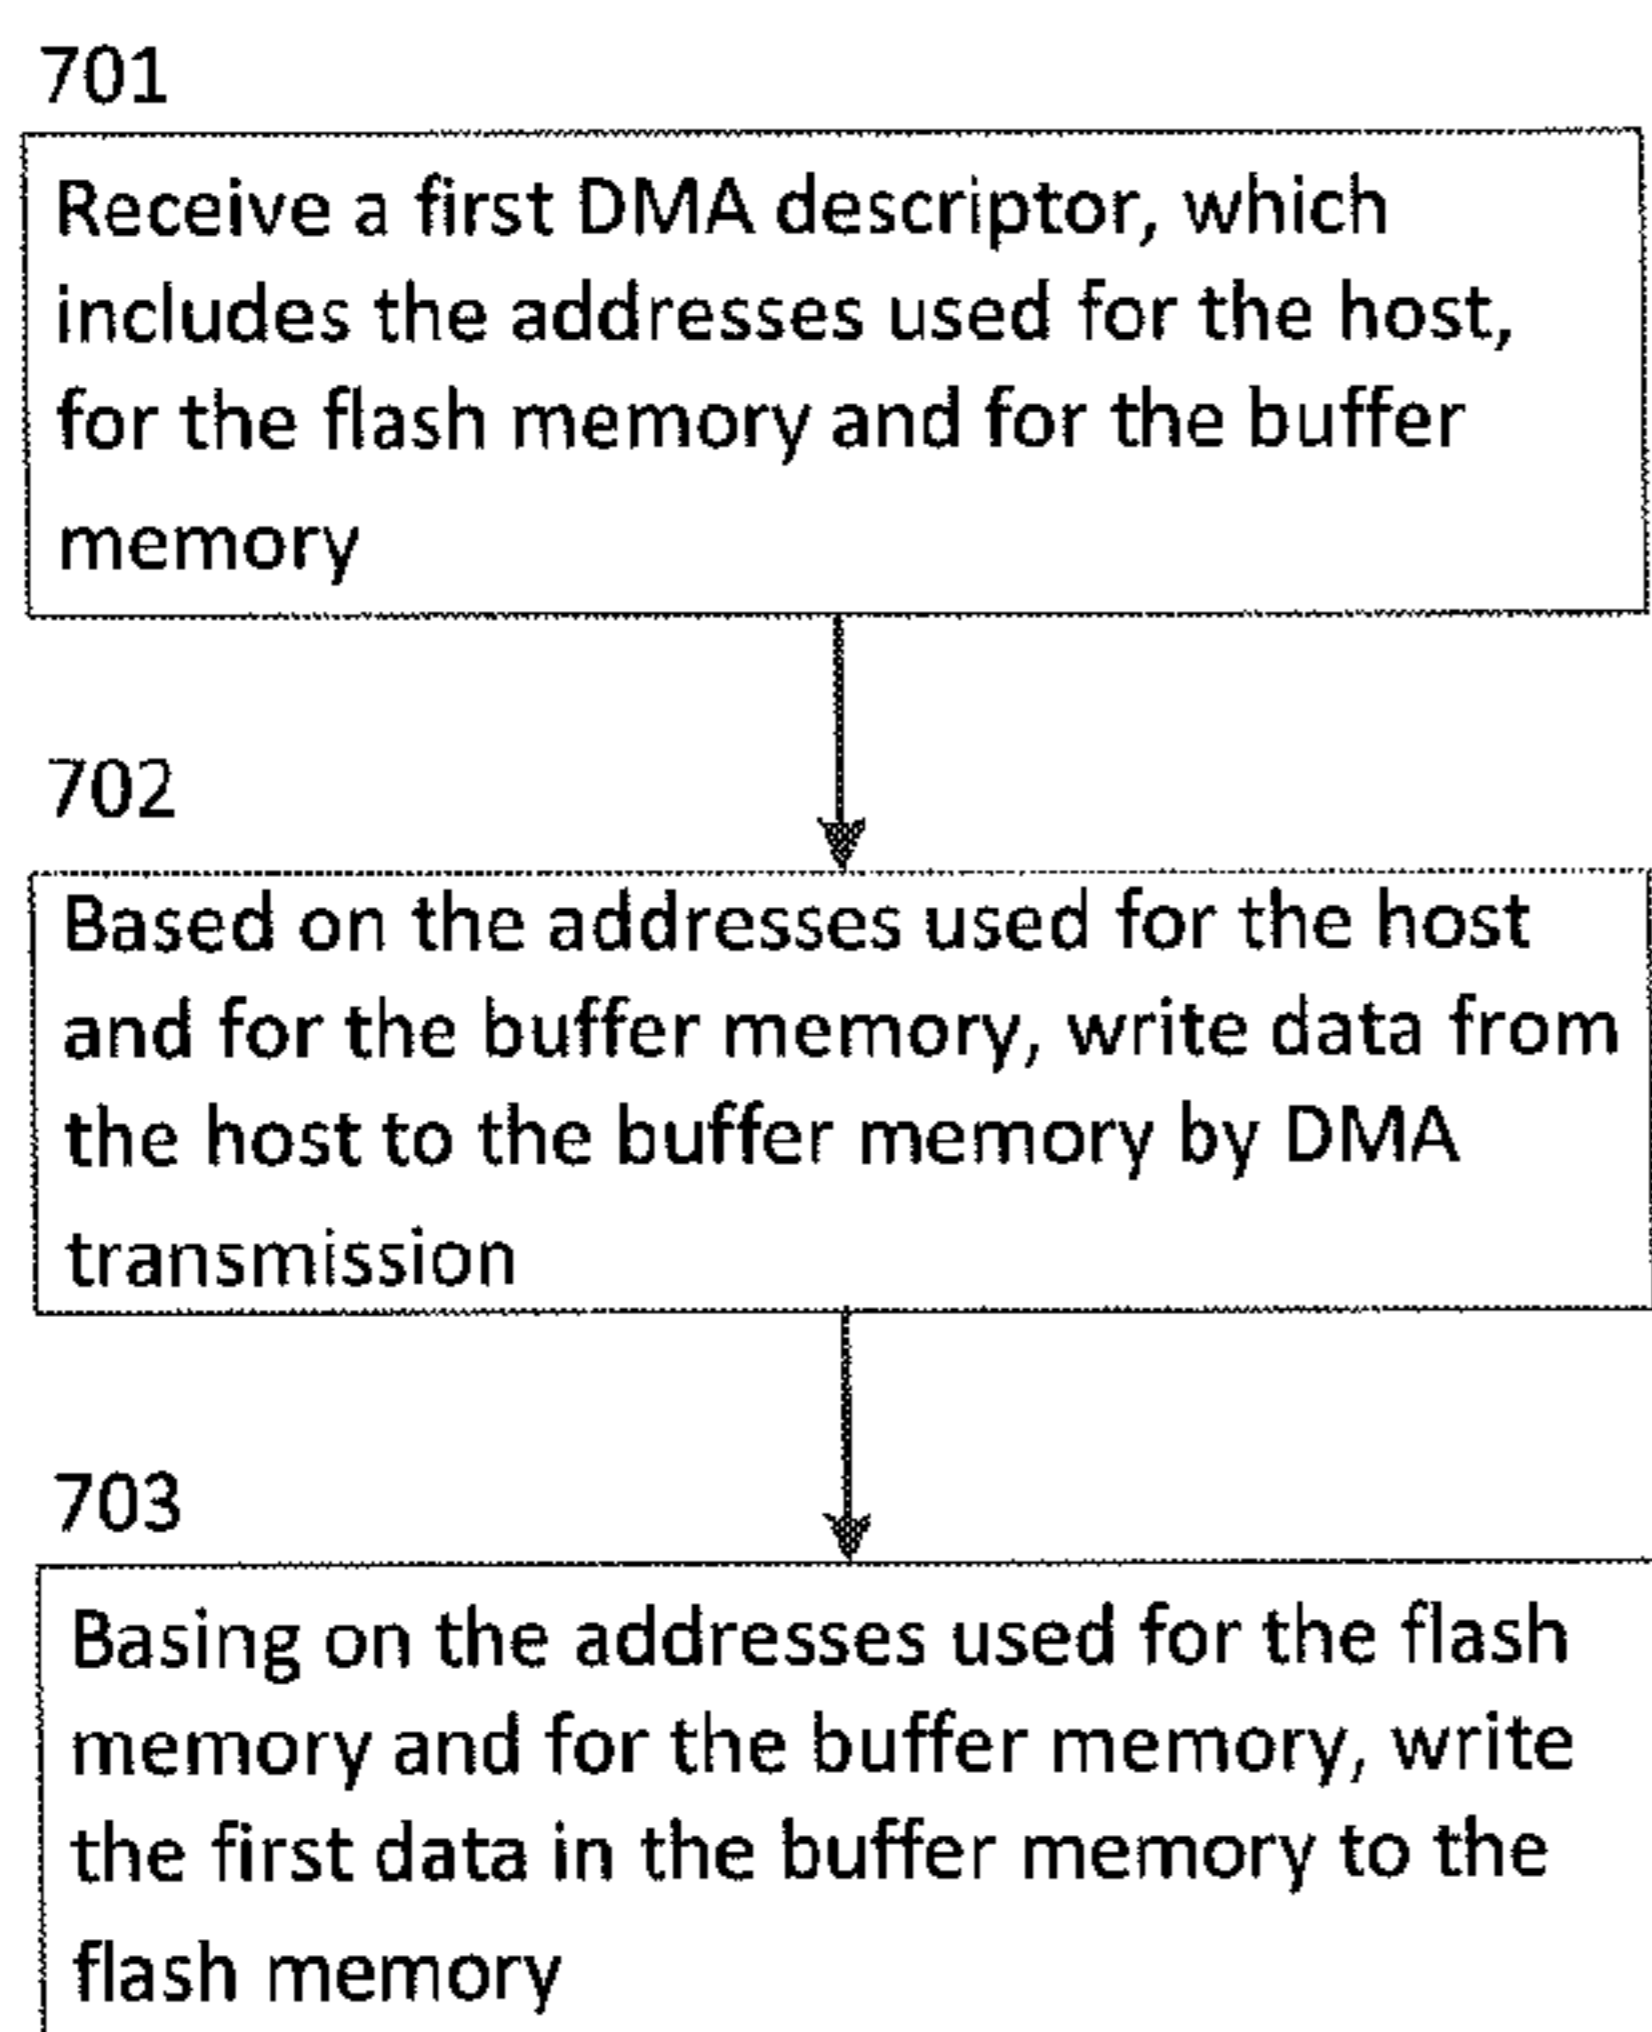 701
Receive a first DMA descriptor, which
includes the addresses used for the host,
for the flash memory and for the buffer
memory
702
Based on the addresses used for the host
and for the buffer memory, write data from
the host to the buffer memory by DMA
transmission
703
Basing on the addresses used for the flash
memory and for the buffer memory, write
the first data in the buffer memory to the
flash memory